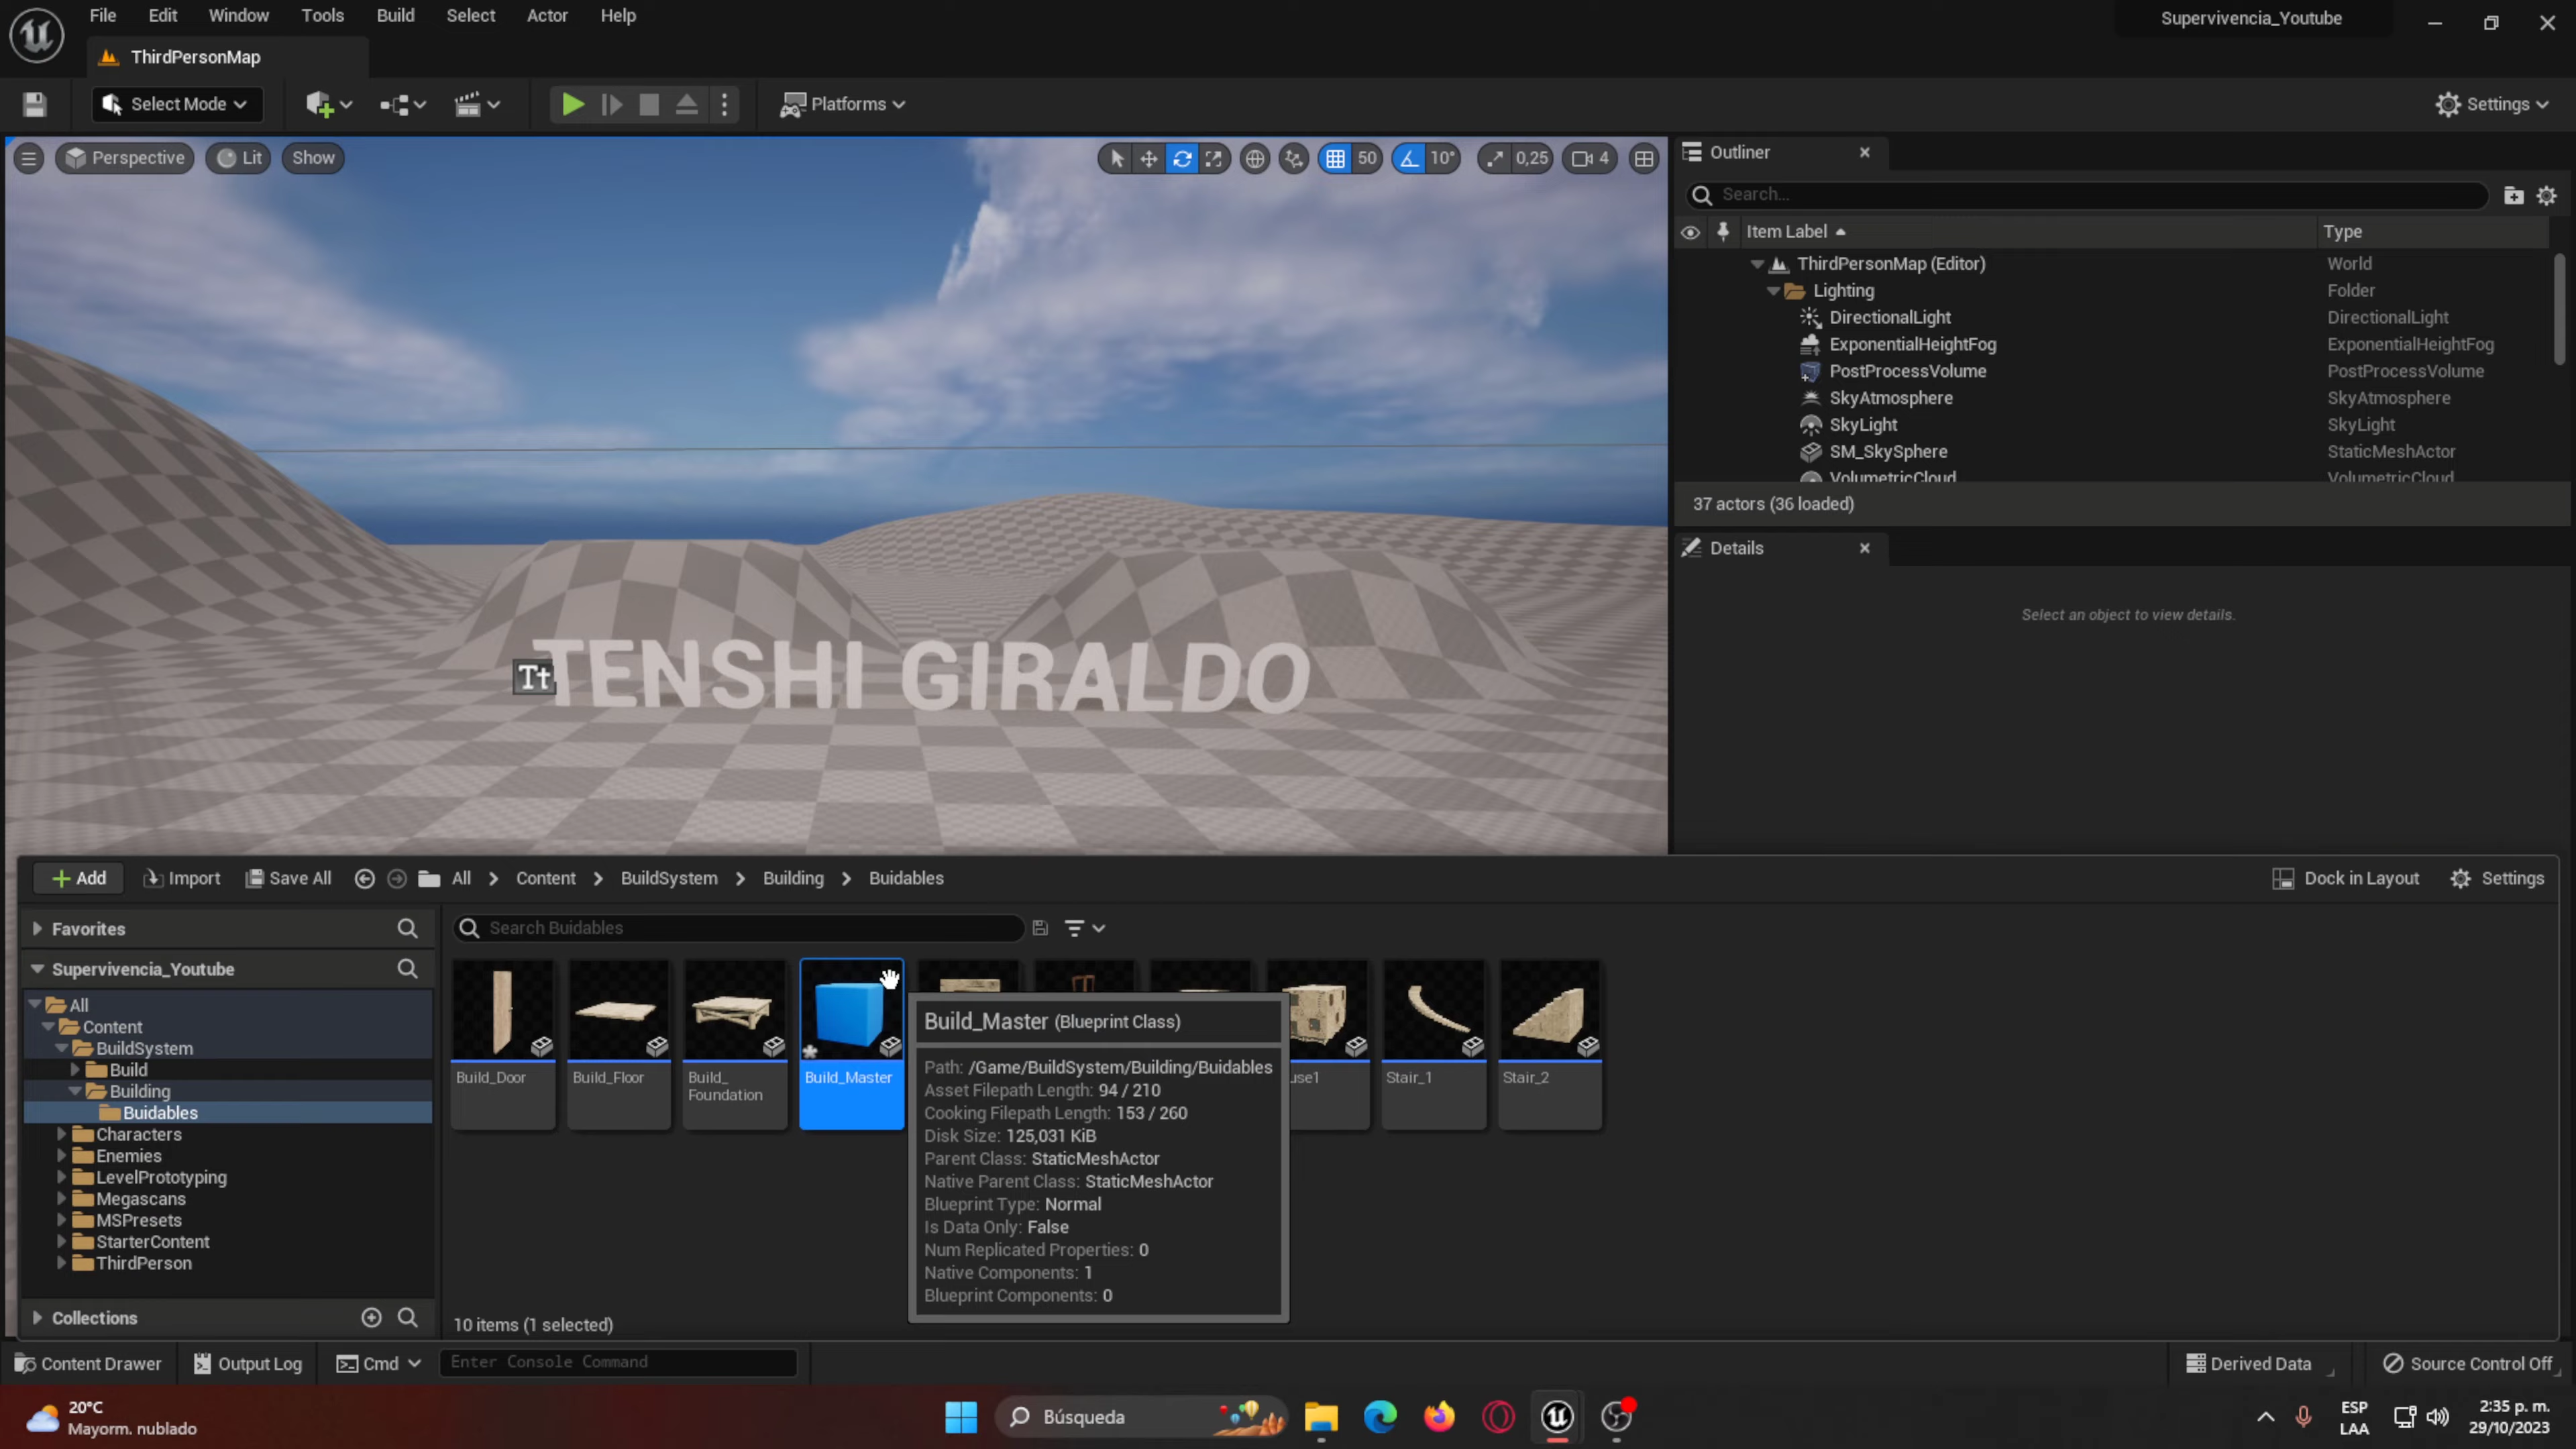 File Edit Window Tools Build Select Actor Help
Supervivencia_Youtube
ThirdPersonMap
Select Mode
Platforms
Settings
Perspective Lit Show
50 10° 0,25 4
Outliner
Search...
Item Label Type
ThirdPersonMap (Editor) World
Lighting Folder
DirectionalLight DirectionalLight
ExponentialHeightFog ExponentialHeightFog
PostProcessVolume PostProcessVolume
SkyAtmosphere SkyAtmosphere
SkyLight SkyLight
SM_SkySphere StaticMeshActor
VolumetricCloud VolumetricCloud
37 actors (36 loaded)
Details
Select an object to view details.
Tt
TENSHI GIRALDO
Add Import Save All All Content BuildSystem Building Buidables
Dock in Layout Settings
Favorites
Search Buidables
Supervivencia_Youtube
All
Content
BuildSystem
Build
Building
Buidables
Characters
Enemies
LevelPrototyping
Megascans
MSPresets
StarterContent
ThirdPerson
Collections
Build_Door
Build_Floor
Build_
Foundation
Build_Master
use1
Stair_1
Stair_2
Build_Master (Blueprint Class)
Path: /Game/BuildSystem/Building/Buidables
Asset Filepath Length: 94 / 210
Cooking Filepath Length: 153 / 260
Disk Size: 125,031 KiB
Parent Class: StaticMeshActor
Native Parent Class: StaticMeshActor
Blueprint Type: Normal
Is Data Only: False
Num Replicated Properties: 0
Native Components: 1
Blueprint Components: 0
10 items (1 selected)
Content Drawer Output Log Cmd Enter Console Command
Derived Data Source Control Off
20°C
Mayorm. nublado
Búsqueda
ESP
LAA
2:35 p. m.
29/10/2023